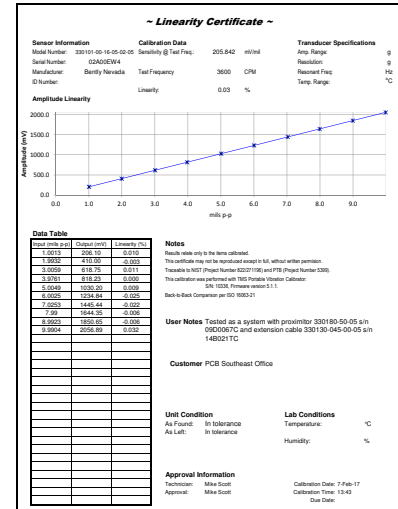 ~ Linearity Certificate ~
Sensor Information Calibration Data Transducer Specifications
Model Number: 330101-00-16-05-02-05 Sensitivity @ Test Freq.: 205.842 mV/mil Amp. Range: g
Serial Number: 02A00EW4 Resolution: g
Manufacturer: Bently Nevada Test Frequency 3600 CPM Resonant Freq: Hz
ID Number: Temp. Range: °C
Linearity: 0.03 %
Amplitude Linearity
Amplitude (mV)
2000.0
1500.0
1000.0
500.0
0.0
0.0 1.0 2.0 3.0 4.0 5.0 6.0 7.0 8.0 9.0
mils p-p
Data Table
Input (mils p-p) Output (mV) Linearity (%)
1.0013 206.10 0.010
1.9932 410.00 -0.003
3.0059 618.75 0.011
3.9761 818.23 0.000
5.0049 1030.20 0.009
6.0025 1234.84 -0.025
7.0253 1445.44 -0.022
7.99 1644.35 -0.006
8.9923 1850.65 -0.006
9.9904 2056.89 0.032
Notes
Results relate only to the items calibrated.
This certificate may not be reproduced except in full, without written permission.
Traceable to NIST (Project Number 822/271196) and PTB (Project Number 5399).
This calibration was performed with TMS Portable Vibration Calibrator:
S/N: 10338, Firmware version 5.1.1.
Back-to-Back Comparison per ISO 16063-21
User Notes Tested as a system with proximitor 330180-50-05 s/n
09D0067C and extension cable 330130-045-00-05 s/n
14B021TC
Customer PCB Southeast Office
Unit Condition Lab Conditions
As Found: In tolerance Temperature: °C
As Left: In tolerance
Humidity: %
Approval Information
Technician: Mike Scott Calibration Date: 7-Feb-17
Approval: Mike Scott Calibration Time: 13:43
Due Date: